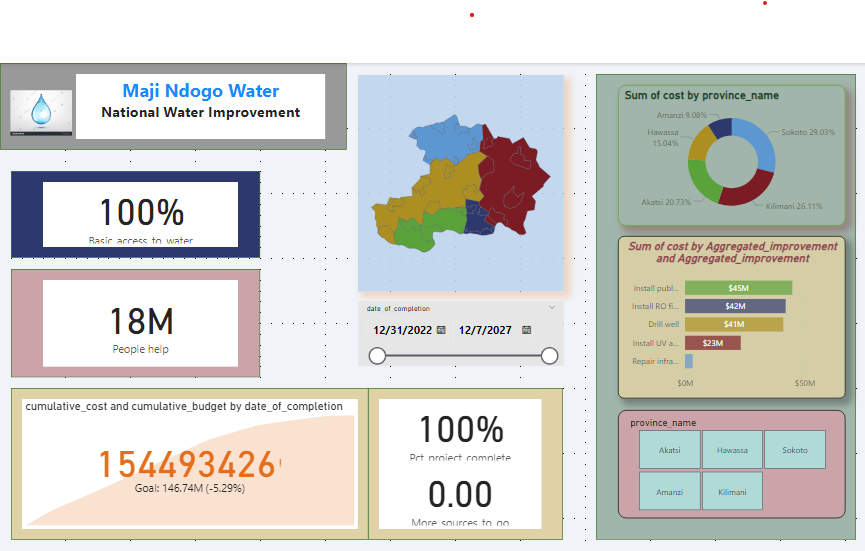 Maji Ndogo Water
National Water Improvement
100%
Basic access to water
18M
People help
date_of_completion
12/31/2022
12/7/2027
cumulative_cost and cumulative_budget by date_of_completion
154493426!
Goal: 146.74M (-5.29%)
100%
Pct project complete
0.00
More sources to go
Sum of cost by province_name
Amanzi 9.08%
Hawassa
15.04%
Sokoto 29.03%
Akatsi 20.73%
Kilimani 26.11%
Sum of cost by Aggregated_improvement
and Aggregated_improvement
Install publ... $45M
Install RO fi... $42M
Drill well $41M
Install UV a... $23M
Repair infra...
$0M $50M
province_name
Akatsi Hawassa Sokoto
Amanzi Kilimani